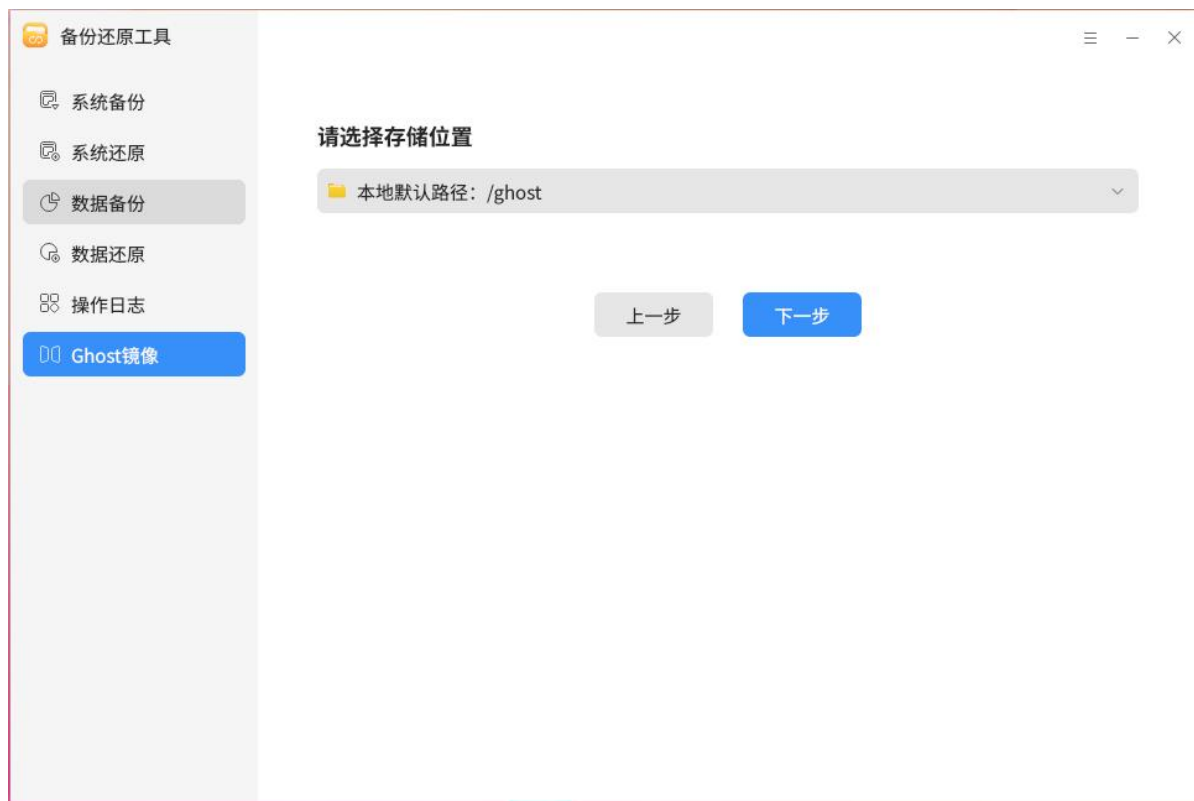 备份还原工具
系统备份
系统还原
数据备份
数据还原
操作日志
Ghost镜像
请选择存储位置
本地默认路径：/ghost
上一步
下一步